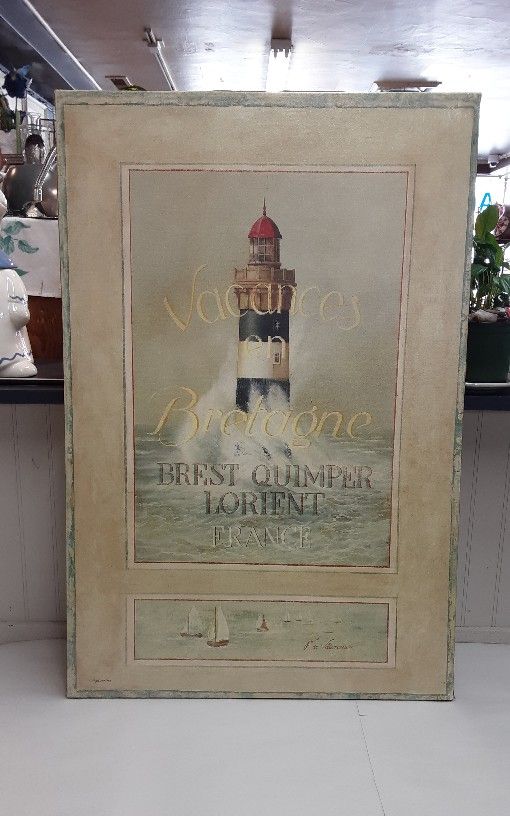 Vacances
en
Bretagne
BREST QUIMPER
LORIENT
FRANCE